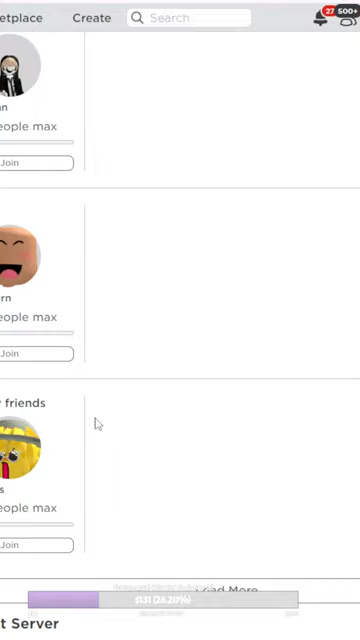 etplace Create Search 27 500+
an
eople max
Join
rn
eople max
Join
friends
s
eople max
Join
Load More
$131 (26.20%)
t Server